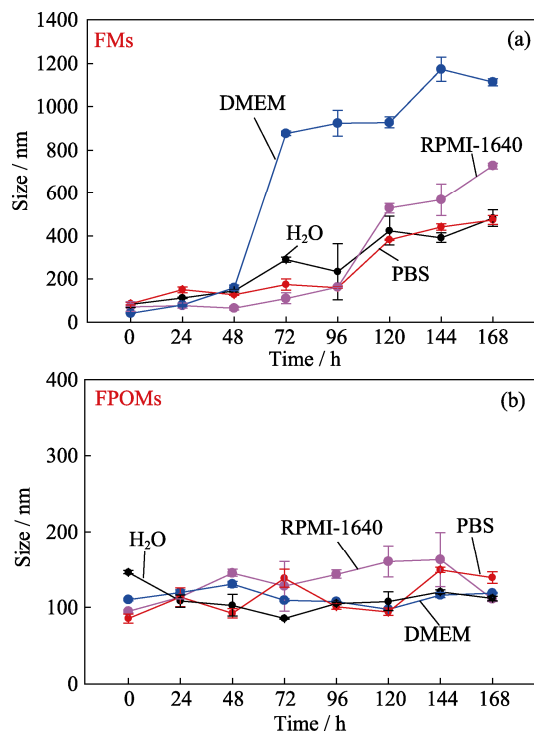 FMs
(a)
1400
1200
1000
800
600
400
200
0
Size / nm
DMEM
RPMI-1640
H₂O
PBS
0 24 48 72 96 120 144 168
Time / h
FPOMs
(b)
400
300
200
100
0
Size / nm
H₂O
RPMI-1640
PBS
DMEM
0 24 48 72 96 120 144 168
Time / h